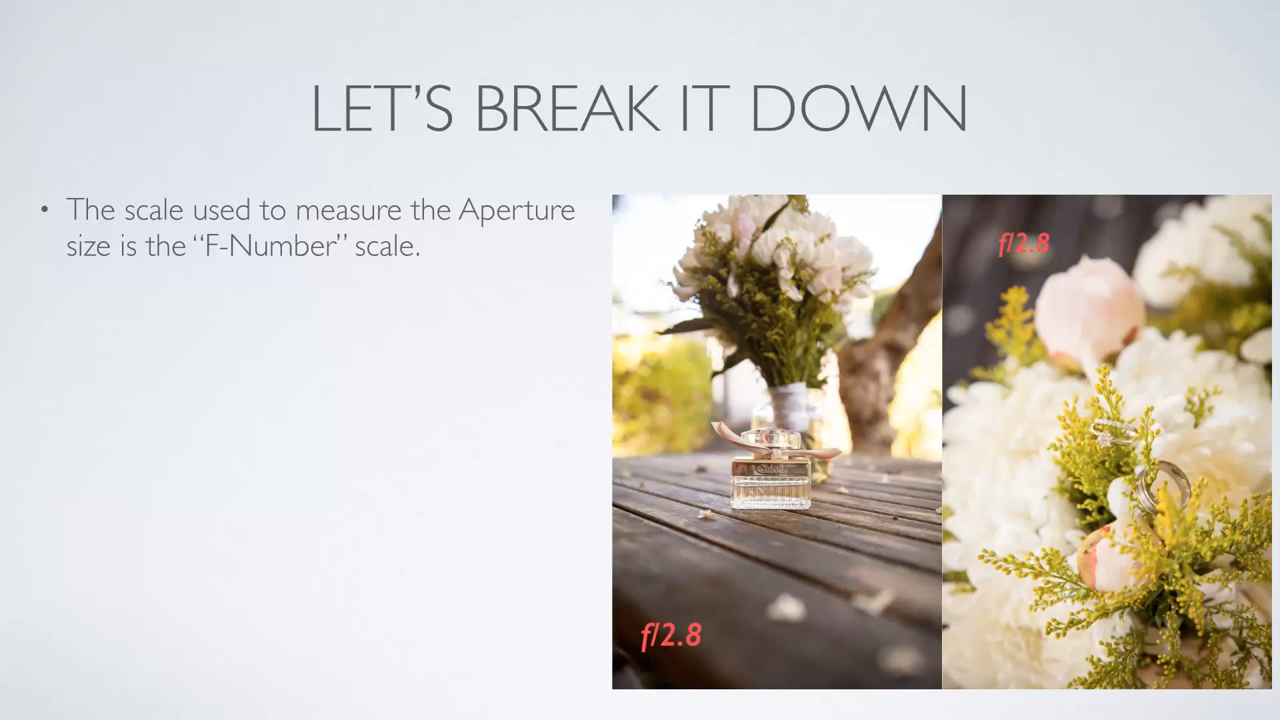 LET’S BREAK IT DOWN
• The scale used to measure the Aperture
size is the “F-Number” scale.
f/2.8
Chloé
f/2.8